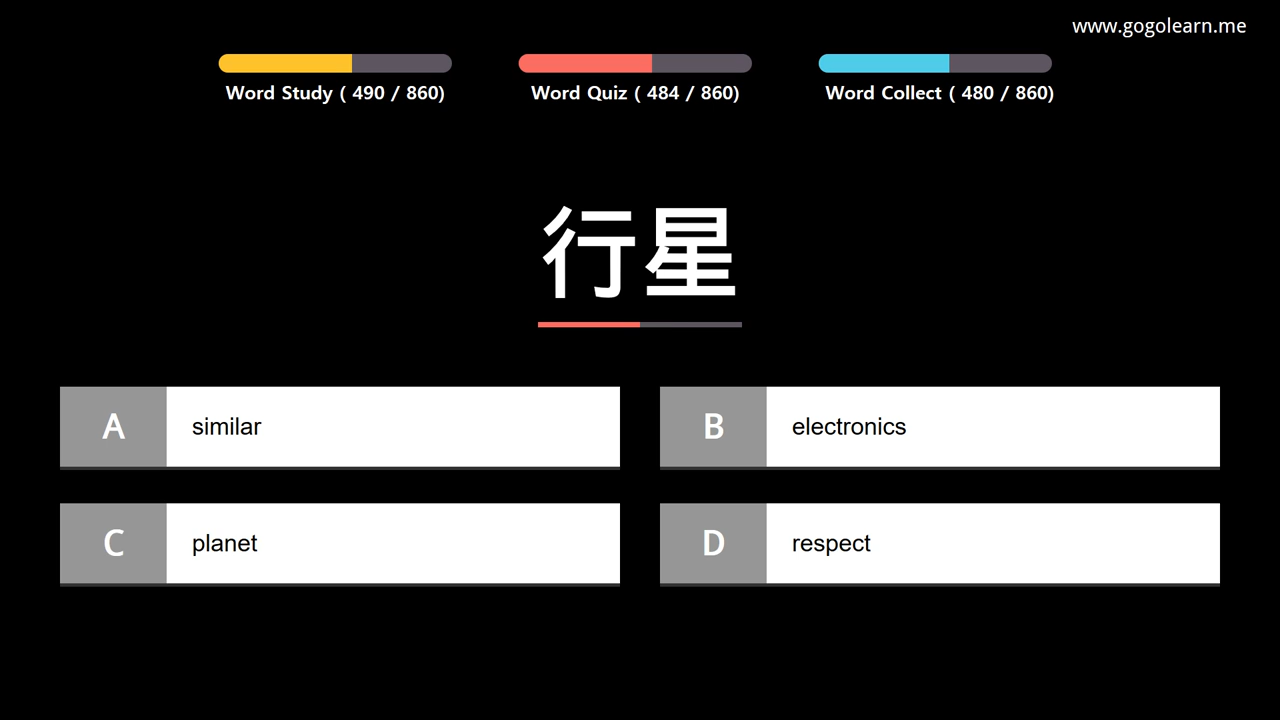 www.gogolearn.me
Word Study ( 490 / 860)
Word Quiz ( 484 / 860)
Word Collect ( 480 / 860)
行星
A similar
B electronics
C planet
D respect